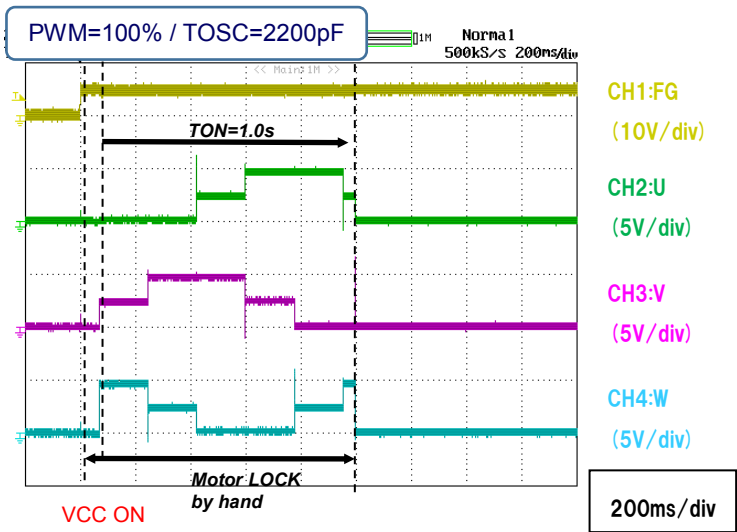 PWM=100% / TOSC=2200pF
1M
Normal
500kS/s 200ms/div
<< Main:1M >>
CH1:FG
(10V/div)
TON=1.0s
CH2:U
(5V/div)
CH3:V
(5V/div)
CH4:W
(5V/div)
Motor LOCK
by hand
VCC ON
200ms/div